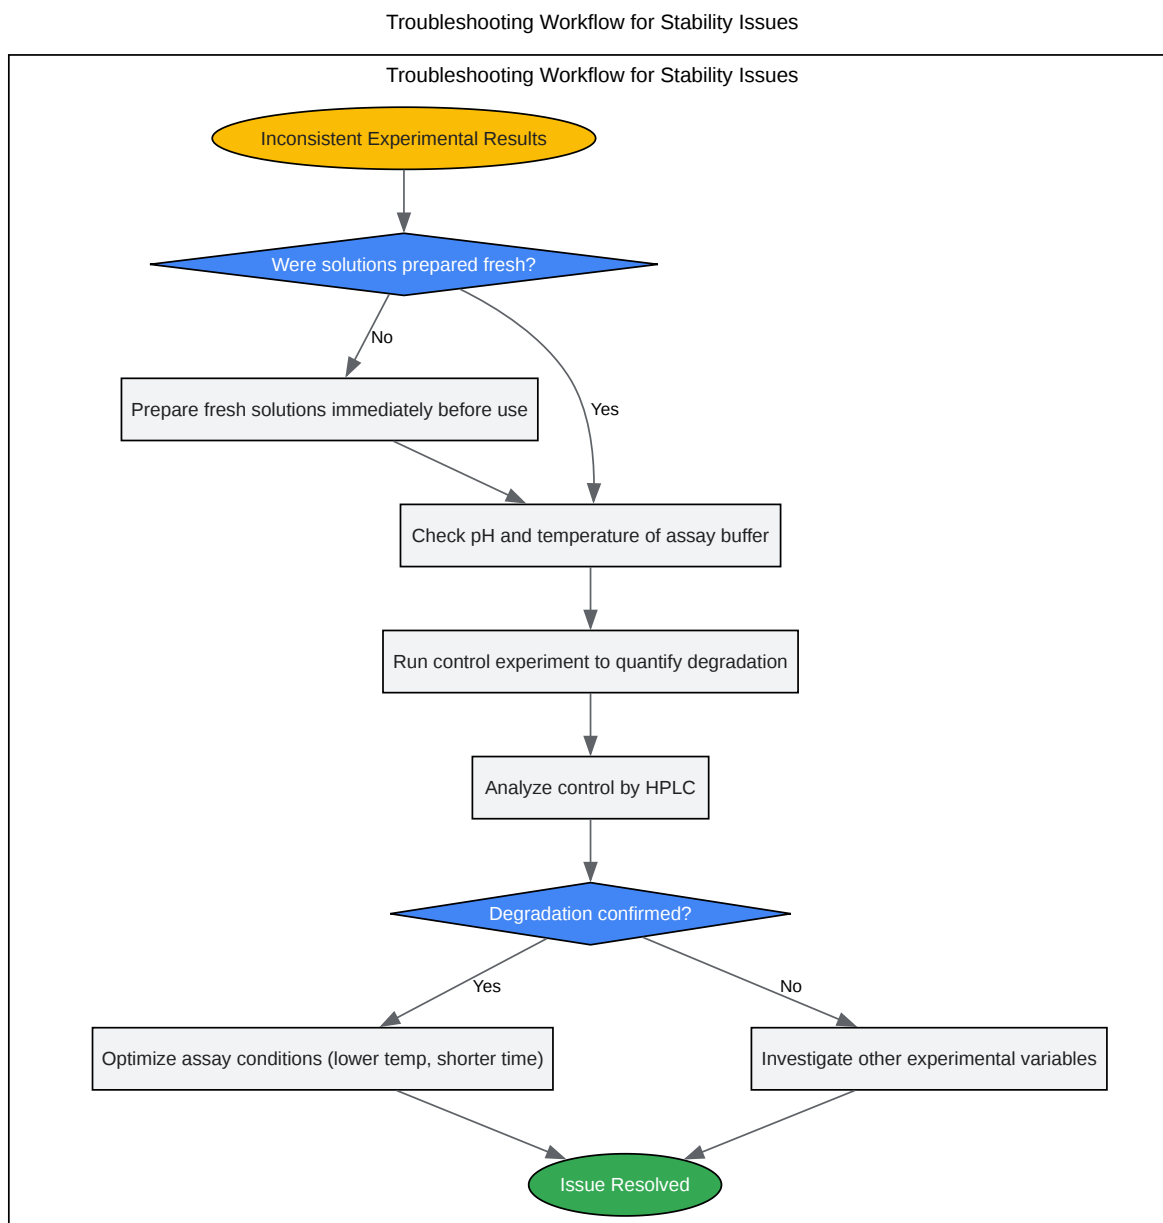 Troubleshooting Workflow for Stability Issues
Troubleshooting Workflow for Stability Issues
Inconsistent Experimental Results
Were solutions prepared fresh?
No
Prepare fresh solutions immediately before use
Yes
Check pH and temperature of assay buffer
Run control experiment to quantify degradation
Analyze control by HPLC
Degradation confirmed?
Yes
No
Optimize assay conditions (lower temp, shorter time)
Investigate other experimental variables
Issue Resolved